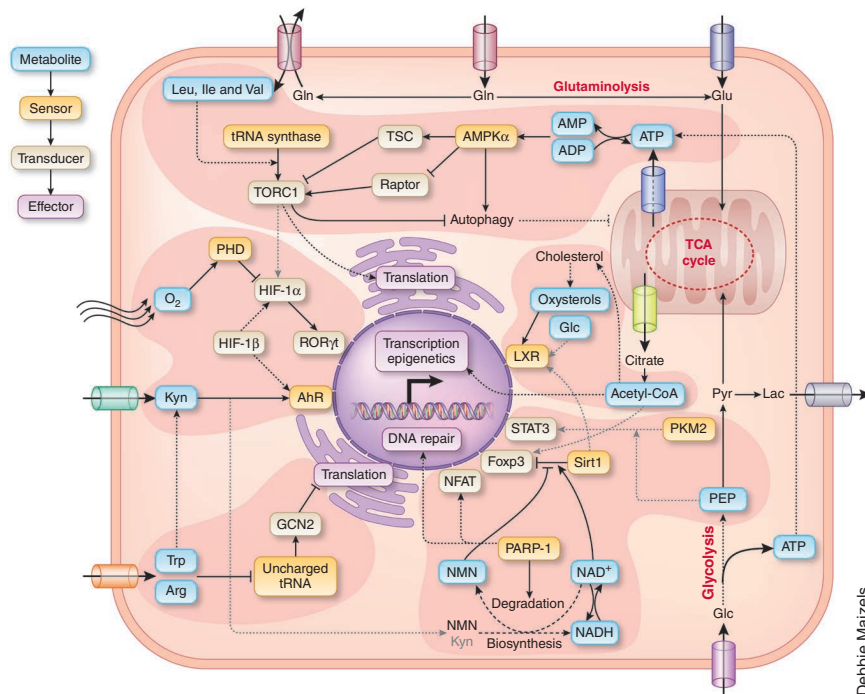 Metabolite
Sensor
Transducer
Effector
Leu, Ile and Val
Gln
Gln
Glutaminolysis
Glu
tRNA synthase
TSC
AMPKα
AMP
ADP
ATP
Raptor
TORC1
Autophagy
TCA
cycle
PHD
O2
HIF-1α
HIF-1β
RORγt
Translation
Cholesterol
Oxysterols
Glc
LXR
Citrate
Acetyl-CoA
Transcription
epigenetics
Kyn
AhR
DNA repair
STAT3
Foxp3
Sirt1
PKM2
Pyr
Lac
Translation
NFAT
PEP
GCN2
Trp
Arg
Uncharged
tRNA
NMN
PARP-1
NAD+
Degradation
Glycolysis
ATP
Glc
NMN
Kyn
Biosynthesis
NADH
Debbie Maizels